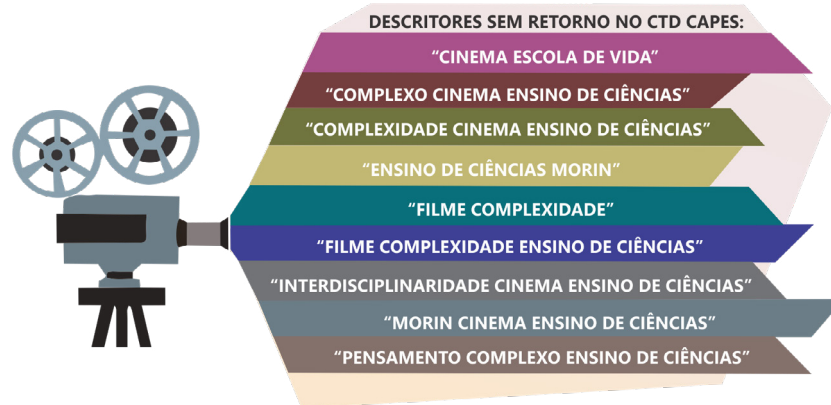 DESCRITORES SEM RETORNO NO CTD CAPES:
“CINEMA ESCOLA DE VIDA”
“COMPLEXO CINEMA ENSINO DE CIÊNCIAS”
“COMPLEXIDADE CINEMA ENSINO DE CIÊNCIAS”
“ENSINO DE CIÊNCIAS MORIN”
“FILME COMPLEXIDADE”
“FILME COMPLEXIDADE ENSINO DE CIÊNCIAS”
“INTERDISCIPLINARIDADE CINEMA ENSINO DE CIÊNCIAS”
“MORIN CINEMA ENSINO DE CIÊNCIAS”
“PENSAMENTO COMPLEXO ENSINO DE CIÊNCIAS”